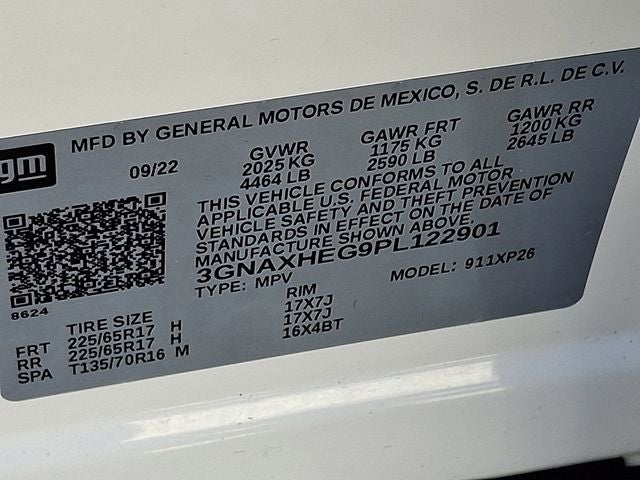 gm
MFD BY GENERAL MOTORS DE MEXICO, S. DE R.L. DE C.V.
09/22
GVWR
2025 KG
4464 LB
GAWR FRT
1175 KG
2590 LB
GAWR RR
1200 KG
2645 LB
THIS VEHICLE CONFORMS TO ALL
APPLICABLE U.S. FEDERAL MOTOR
VEHICLE SAFETY AND THEFT PREVENTION
STANDARDS IN EFFECT ON THE DATE OF
MANUFACTURE SHOWN ABOVE.
3GNAXHEG9PL122901
TYPE: MPV
MODEL: 911XP26
8624
TIRE SIZE
RIM
FRT 225/65R17 H 17X7J
RR 225/65R17 H 17X7J
SPA T135/70R16 M 16X4BT